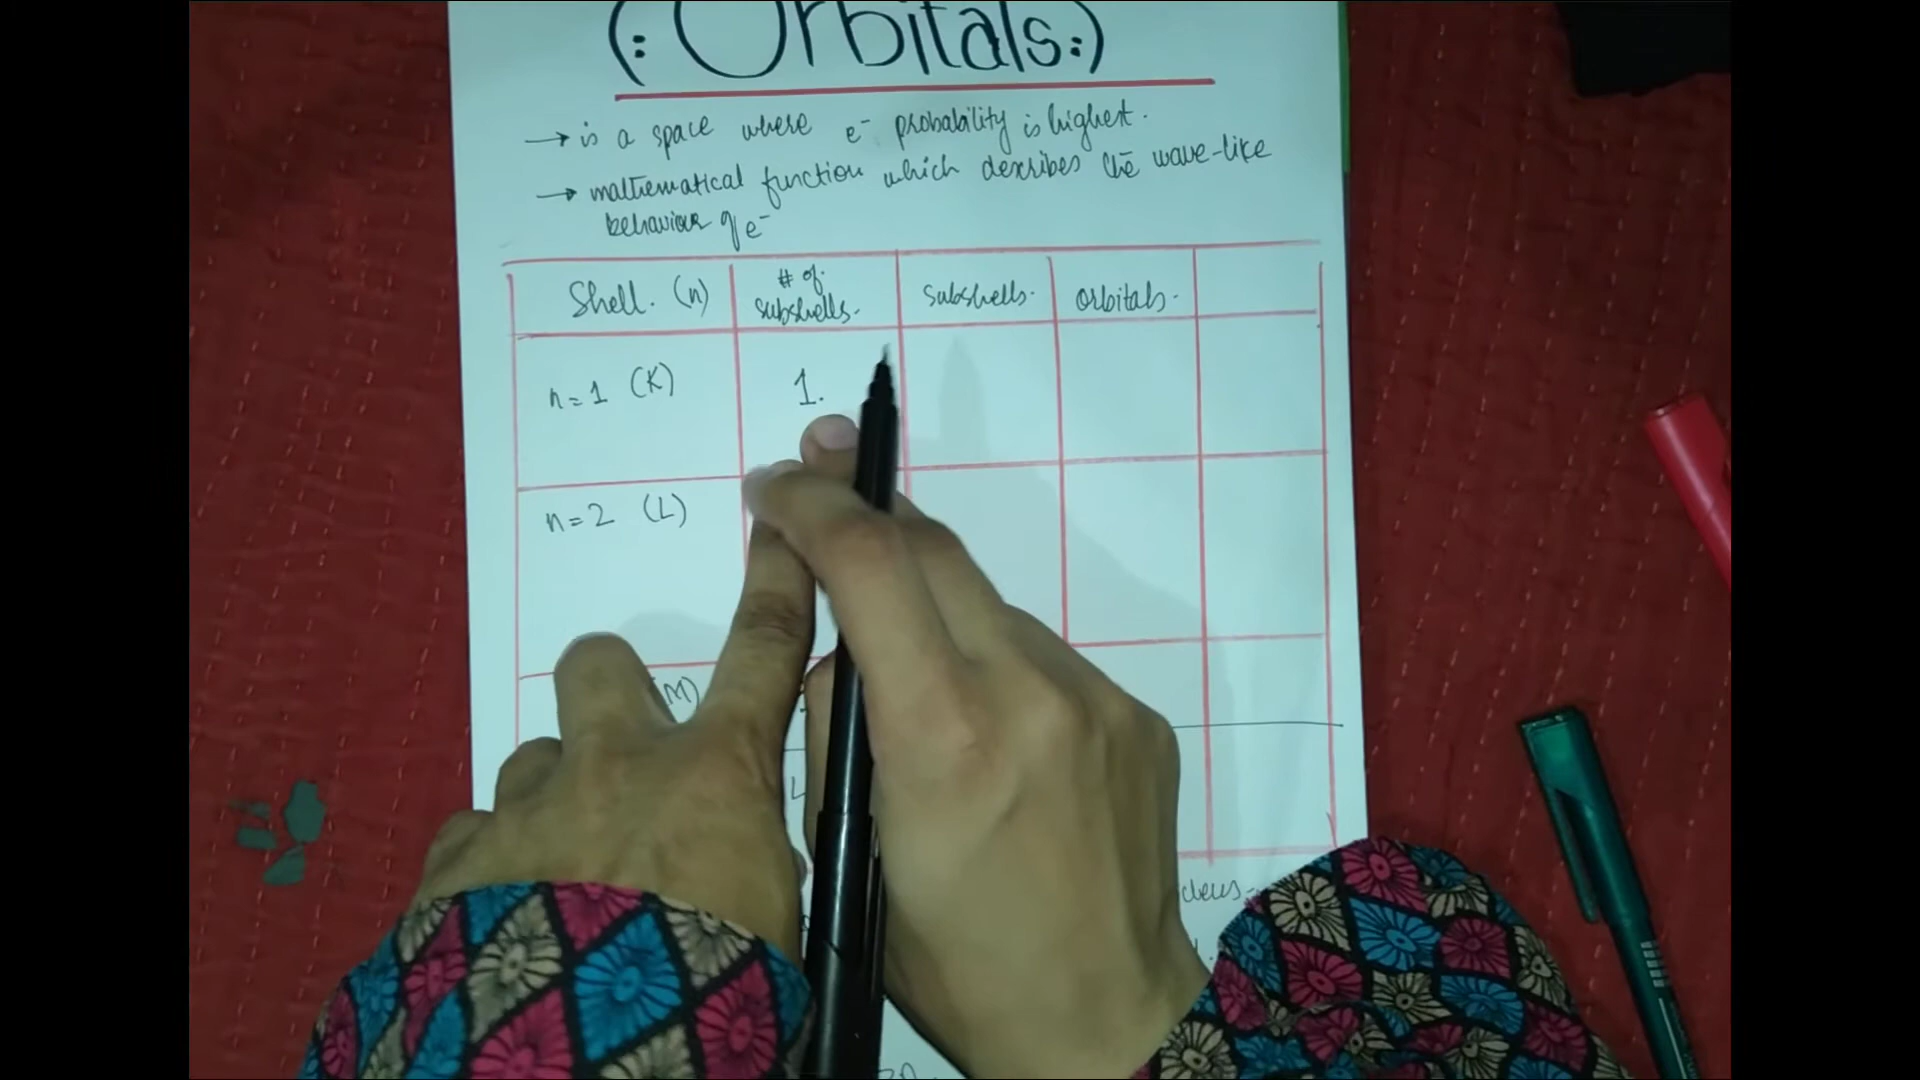 (: Orbitals :)
→ is a space where e⁻ probability is highest.
→ mathematical function which describes the wave-like
behaviour of e⁻
Shell. (n) # of subshells. Subshells. orbitals.
n=1 (K) 1.
n=2 (L)
(M)